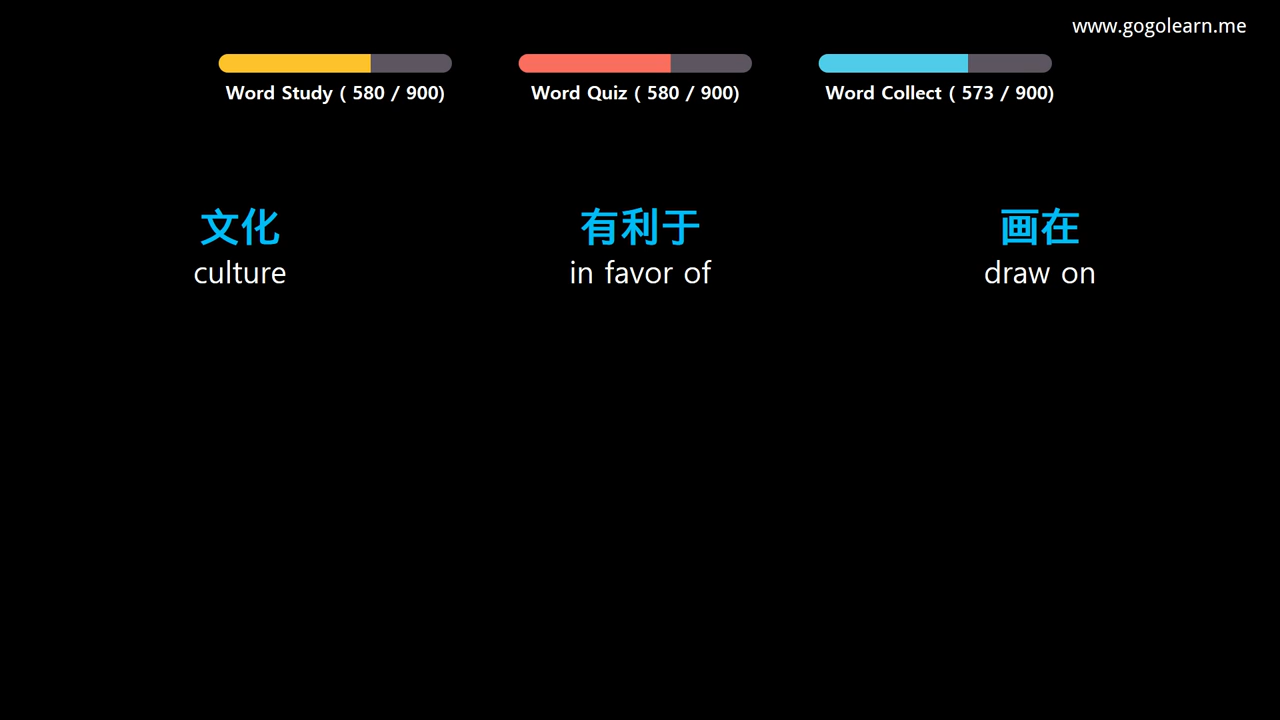 www.gogolearn.me
Word Study ( 580 / 900)
Word Quiz ( 580 / 900)
Word Collect ( 573 / 900)
文化
culture
有利于
in favor of
画在
draw on